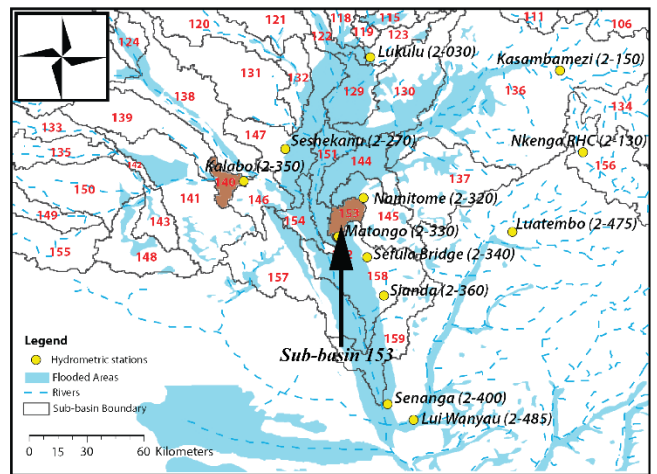 120
121
118
115
111
106
122
119
123
124
Lukulu (2-030)
Kasambamezi (2-150)
131
132
129
130
136
138
134
139
133
147
Seshekanu (2-270)
Nkenga RHC (2-130)
135
142
151
144
156
Kalabo (2-350)
137
150
140
141
146
Namitome (2-320)
149
143
154
153
145
Luatembo (2-475)
Matongo (2-330)
155
148
Sefula Bridge (2-340)
157
158
Sianda (2-360)
159
Sub-basin 153
Legend
Hydrometric stations
Flooded Areas
Rivers
Sub-basin Boundary
Senanga (2-400)
Lui Wanyau (2-485)
0 15 30 60 Kilometers